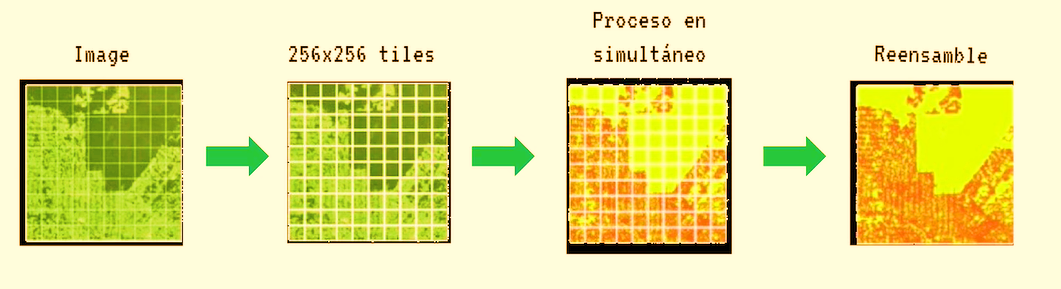 Image
256x256 tiles
Proceso en
simultáneo
Reensamble